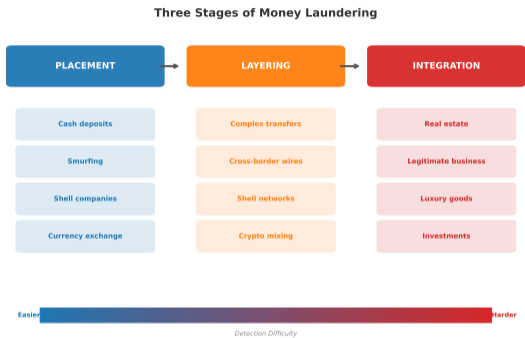 Three Stages of Money Laundering
PLACEMENT
LAYERING
INTEGRATION
Cash deposits
Complex transfers
Real estate
Smurfing
Cross-border wires
Legitimate business
Shell companies
Shell networks
Luxury goods
Currency exchange
Crypto mixing
Investments
Easier
Harder
Detection Difficulty